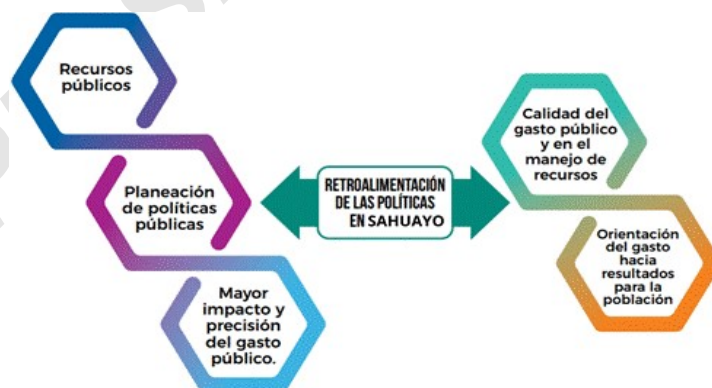 Recursos
públicos
Planeación
de políticas
públicas
Mayor
impacto y
precisión
del gasto
público.
RETROALIMENTACIÓN
DE LAS POLÍTICAS
EN SAHUAYO
Calidad del
gasto público
y en el
manejo de
recursos
Orientación
del gasto
hacia
resultados
para la
población